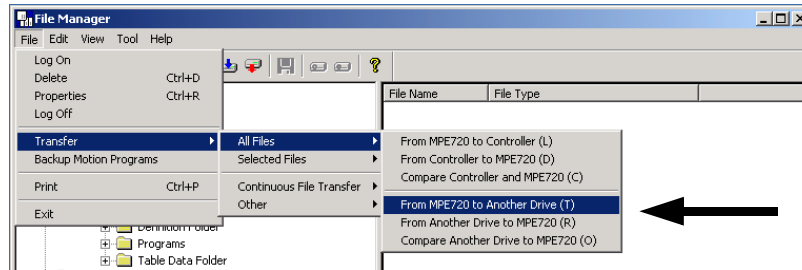 File Manager
File Edit View Tool Help
Log On
Delete Ctrl+D
Properties Ctrl+R
Log Off
Transfer
Backup Motion Programs
Print Ctrl+P
Exit
All Files
Selected Files
Continuous File Transfer
Other
From MPE720 to Controller (L)
From Controller to MPE720 (D)
Compare Controller and MPE720 (C)
From MPE720 to Another Drive (T)
From Another Drive to MPE720 (R)
Compare Another Drive to MPE720 (O)
File Name File Type
Definition Folder
Programs
Table Data Folder